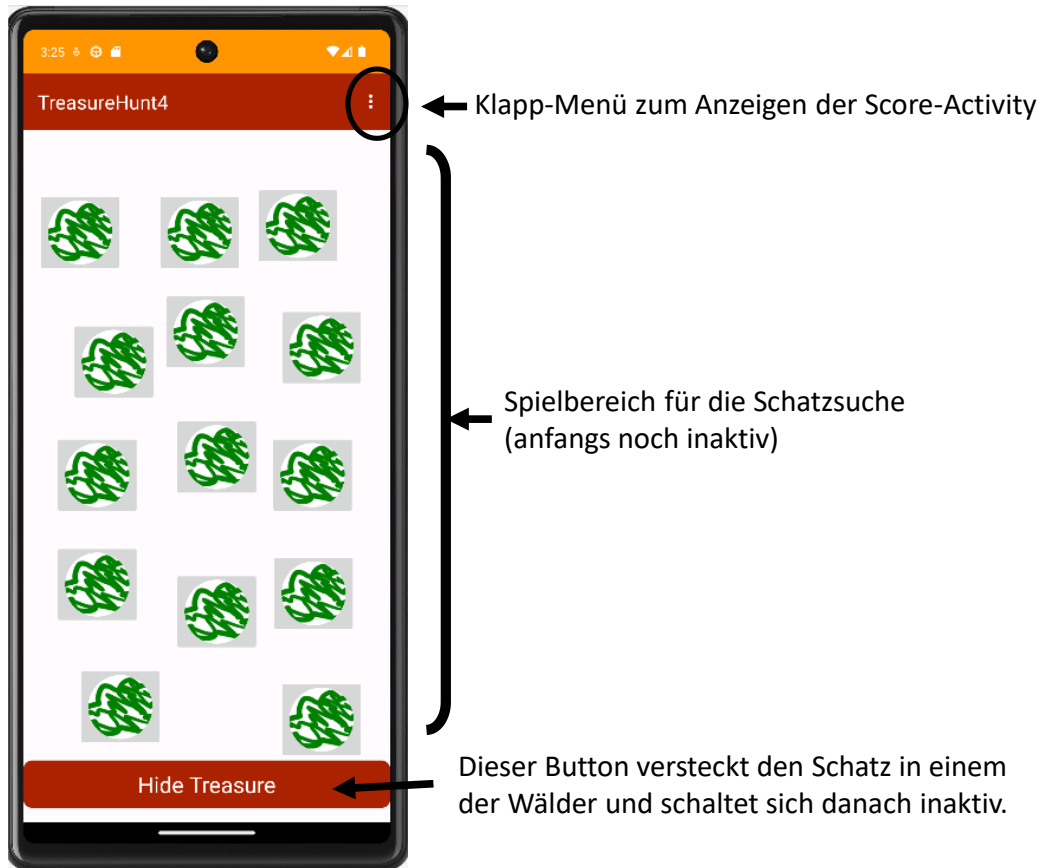 3:25
TreasureHunt4
Klapp-Menü zum Anzeigen der Score-Activity
Spielbereich für die Schatzsuche
(anfangs noch inaktiv)
Hide Treasure
Dieser Button versteckt den Schatz in einem
der Wälder und schaltet sich danach inaktiv.